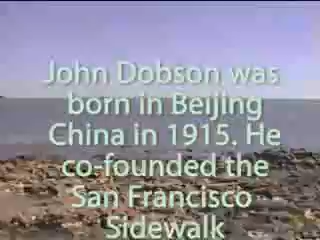 John Dobson was
born in Beijing
China in 1915. He
co-founded the
San Francisco
Sidewalk